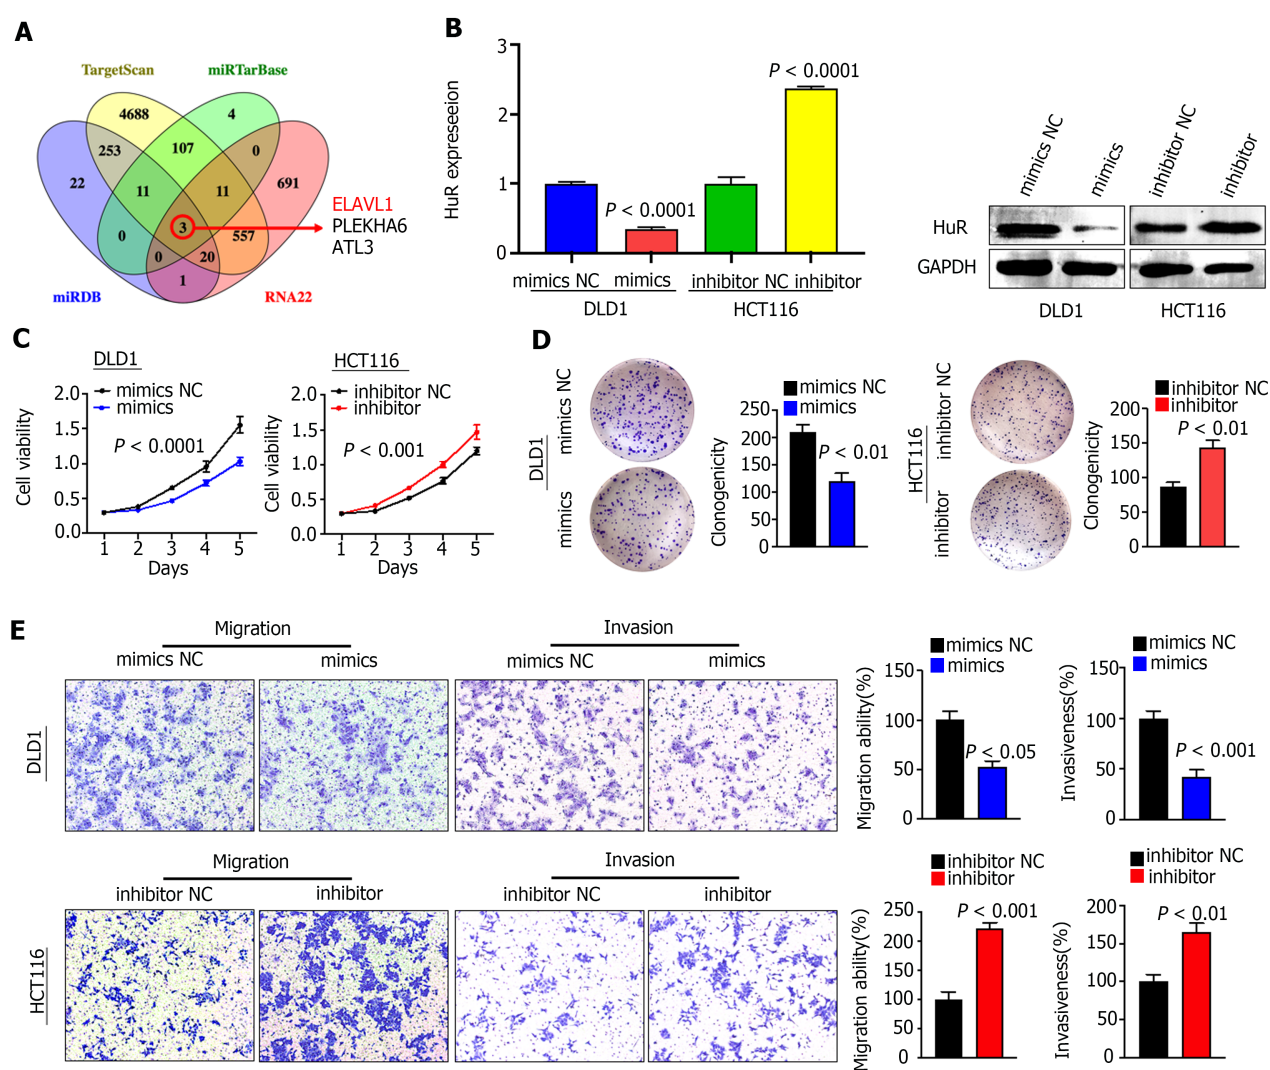 A
TargetScan
miRTarBase
4688
4
253
107
0
22
11
11
691
3
0
557
0
20
1
miRDB
RNA22
ELAVL1
PLEKHA6
ATL3
B
HuR expreseeion
3
2
1
0
P < 0.0001
P < 0.0001
mimics NC
mimics
inhibitor NC
inhibitor
DLD1
HCT116
mimics NC
mimics
inhibitor NC
inhibitor
HuR
GAPDH
DLD1
HCT116
C
DLD1
mimics NC
mimics
P < 0.0001
Cell viability
2.0
1.5
1.0
0.5
0.0
1 2 3 4 5
Days
HCT116
inhibitor NC
inhibitor
P < 0.001
Cell viability
2.0
1.5
1.0
0.5
0.0
1 2 3 4 5
Days
D
DLD1
mimics NC
mimics
mimics NC
mimics
P < 0.01
Clonogenicity
250
200
150
100
50
0
HCT116
inhibitor NC
inhibitor
inhibitor NC
inhibitor
P < 0.01
Clonogenicity
200
150
100
50
0
E
Migration
Invasion
mimics NC
mimics
mimics NC
mimics
DLD1
mimics NC
mimics
P < 0.05
Migration ability(%)
150
100
50
0
mimics NC
mimics
P < 0.001
Invasiveness(%)
150
100
50
0
Migration
Invasion
inhibitor NC
inhibitor
inhibitor NC
inhibitor
HCT116
inhibitor NC
inhibitor
P < 0.001
Migration ability(%)
250
200
150
100
50
0
inhibitor NC
inhibitor
P < 0.01
Invasiveness(%)
200
150
100
50
0